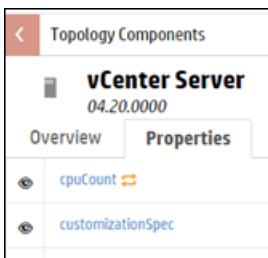 Topology Components
vCenter Server
04.20.0000
Overview Properties
cpuCount
customizationSpec